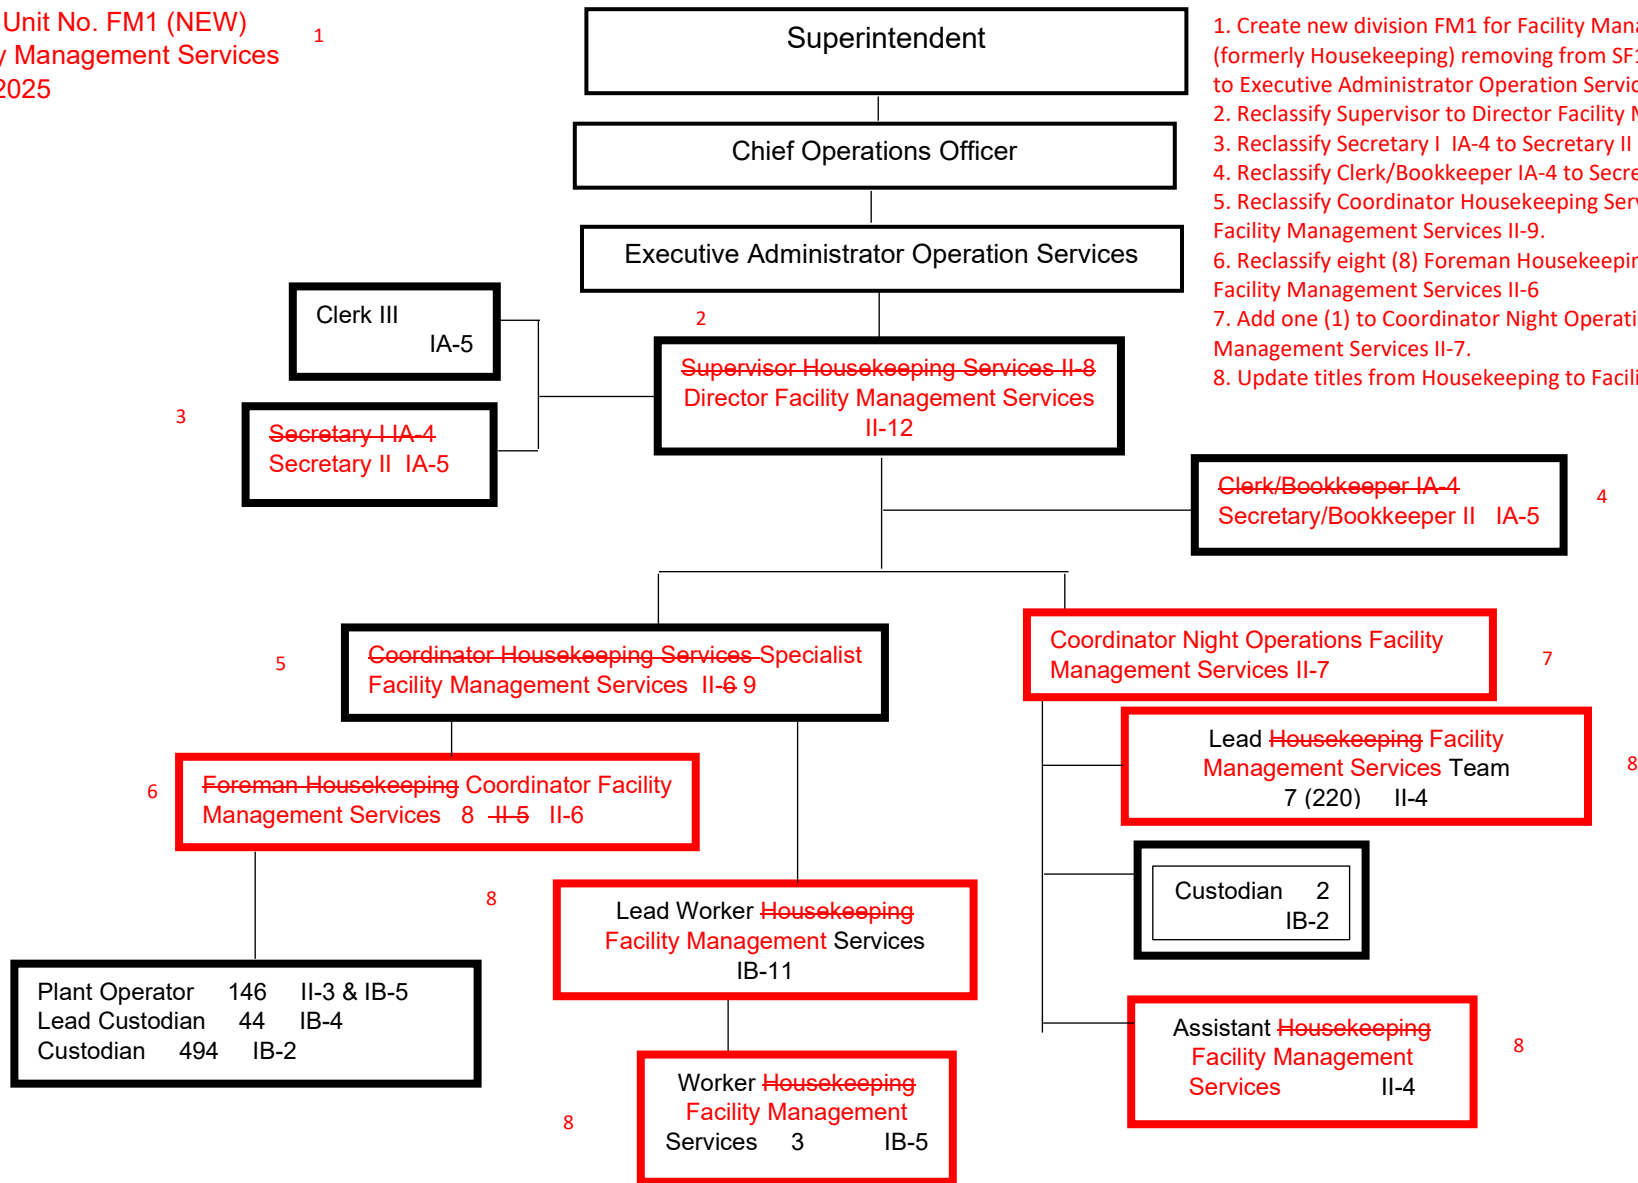 Unit No. FM1 (NEW)
Management Services
2025
1
Superintendent
Chief Operations Officer
Executive Administrator Operation Services
1. Create new division FM1 for Facility
(formerly Housekeeping) removing from
to Executive Administrator Operation
2. Reclassify Supervisor to Director Facility
3. Reclassify Secretary I IA-4 to Secretary II
4. Reclassify Clerk/Bookkeeper IA-4 to
5. Reclassify Coordinator Housekeeping
Facility Management Services II-9.
6. Reclassify eight (8) Foreman
Facility Management Services II-6
7. Add one (1) to Coordinator Night
Management Services II-7.
8. Update titles from Housekeeping to
Clerk III
IA-5
2
Supervisor Housekeeping Services II-8
Director Facility Management Services
II-12
3
Secretary I IA-4
Secretary II IA-5
Clerk/Bookkeeper IA-4
Secretary/Bookkeeper II IA-5
4
5
Coordinator Housekeeping Services Specialist
Facility Management Services II-6 9
Coordinator Night Operations Facility
Management Services II-7
7
Lead Housekeeping Facility
Management Services Team
7 (220) II-4
8
6
Foreman Housekeeping Coordinator Facility
Management Services 8 II-5 II-6
Custodian 2
IB-2
8
Lead Worker Housekeeping
Facility Management Services
IB-11
Plant Operator 146 II-3 & IB-5
Lead Custodian 44 IB-4
Custodian 494 IB-2
Assistant Housekeeping
Facility Management
Services II-4
8
8
Worker Housekeeping
Facility Management
Services 3 IB-5